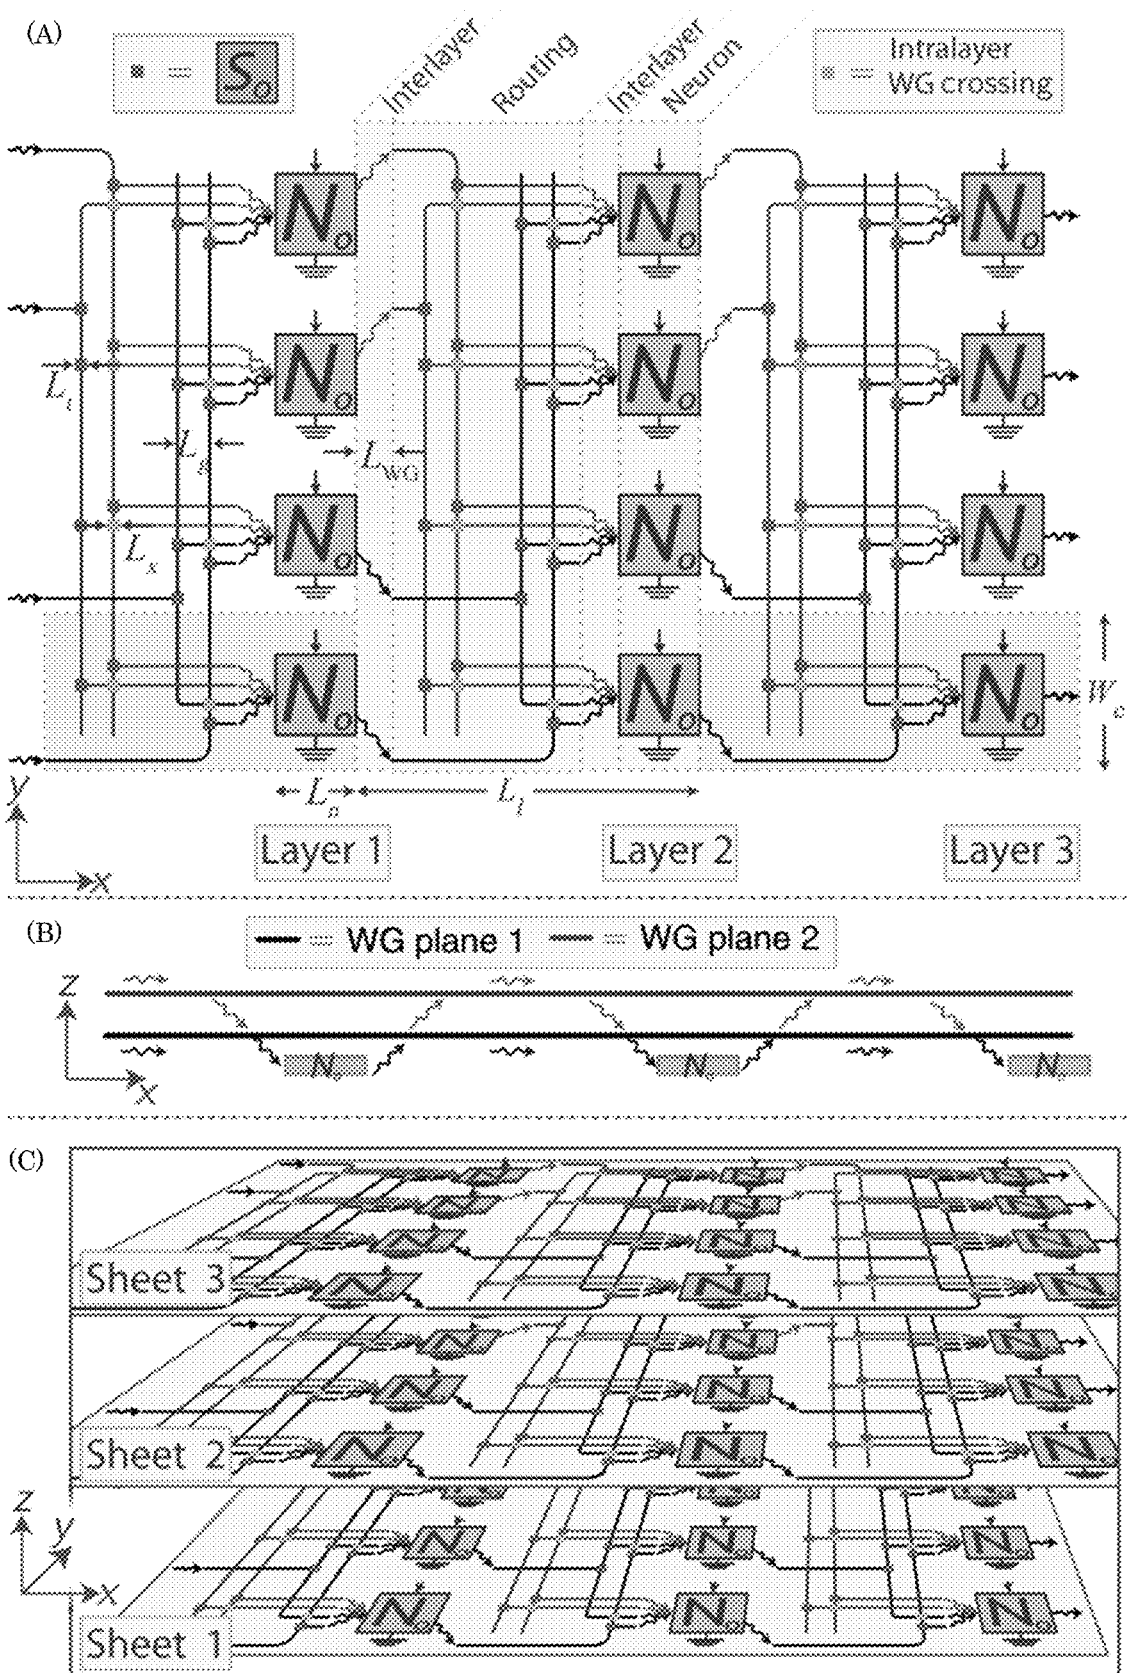 (A)
= S_o
Interlayer
Routing
Interlayer
Neuron
= Intralayer
WG crossing
N_o N_o N_o
N_o N_o N_o
L_t
L_g
L_WG
N_o N_o N_o
L_x
N_o N_o N_o
W_c
L_n
L_l
y
x
Layer 1
Layer 2
Layer 3
(B)
= WG plane 1 = WG plane 2
z
x
N_o N_o N_o
(C)
Sheet 3
Sheet 2
Sheet 1
z
y
x